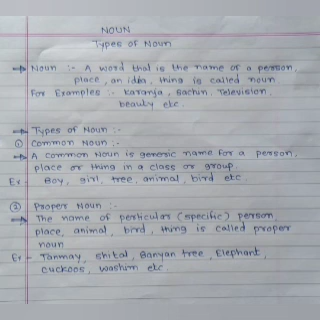 NOUN
Types of Noun
⇒ Noun :- A word that is the name of a person,
place, an idea, thing is called noun
For Examples :- karanja, Sachin, Television,
beauty etc.
⇒ Types of Noun :-
① Common Noun :-
⇒ A common Noun is generic name for a person,
place or thing in a class or group.
Ex - Boy, girl, tree, animal, bird etc.
② Proper Noun :-
⇒ The name of perticular (specific) person,
place, animal, bird, thing is called proper
noun
Ex - Tanmay, shital, Banyan tree, Elephant,
cuckoos, washim etc.